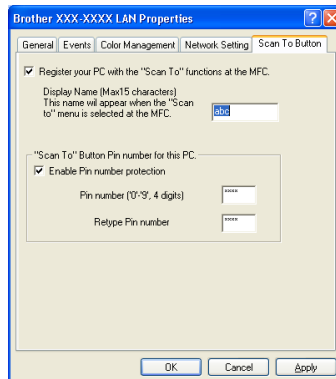 Brother XXX-XXXX LAN Properties
General Events Color Management Network Setting Scan To Button
Register your PC with the "Scan To" functions at the MFC.
Display Name (Max15 characters)
This name wil appear when the "Scan
to" menu is selected at the MFC.
abc
"Scan To" Button Pin number for this PC.
Enable Pin number protection
Pin number ('0'-'9', 4 digits)
xxxx
Retype Pin number
xxxx
OK Cancel Apply